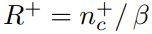 R⁺ = n_c⁺ / β